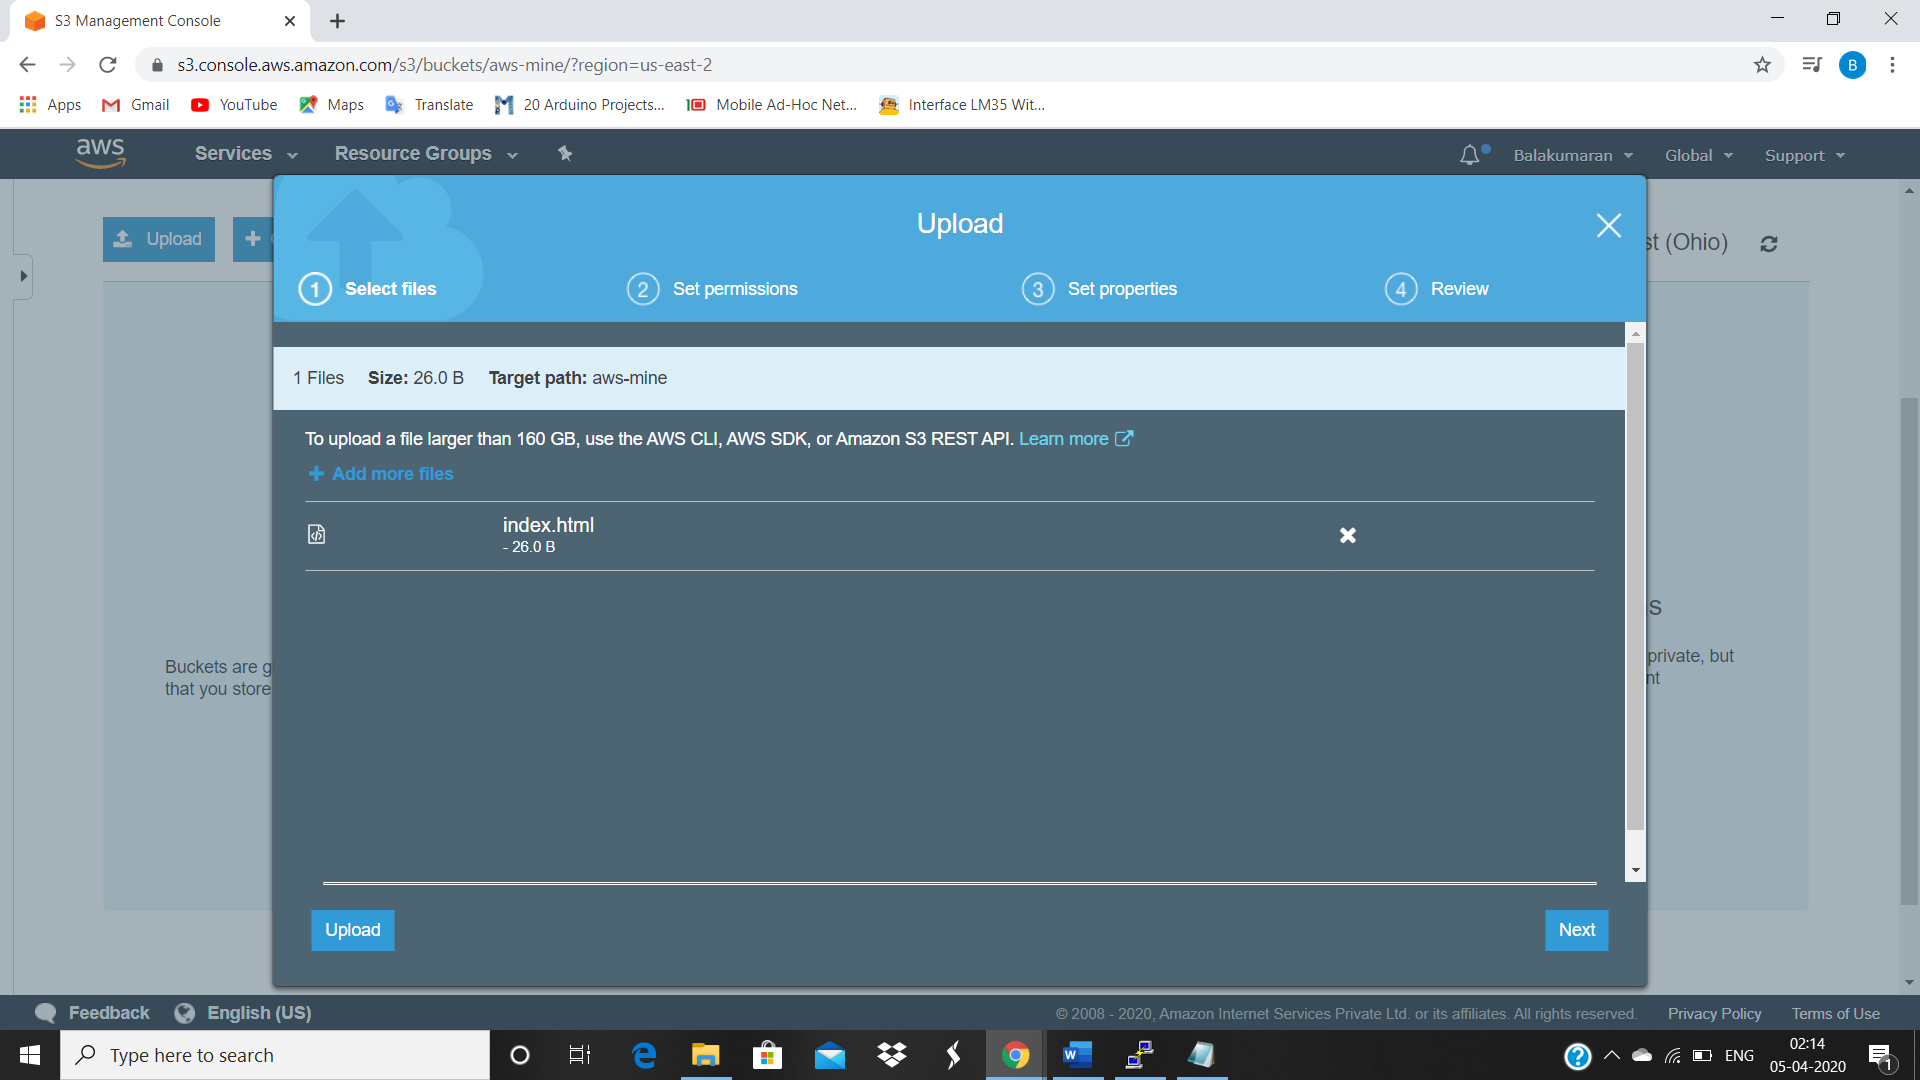 S3 Management Console
s3.console.aws.amazon.com/s3/buckets/aws-mine/?region=us-east-2
B
Apps Gmail YouTube Maps Translate 20 Arduino Projects... Mobile Ad-Hoc Net... Interface LM35 Wit...
aws Services Resource Groups Balakumaran Global Support
Upload
Upload
st (Ohio)
1 Select files 2 Set permissions 3 Set properties 4 Review
1 Files Size: 26.0 B Target path: aws-mine
To upload a file larger than 160 GB, use the AWS CLI, AWS SDK, or Amazon S3 REST API. Learn more
Add more files
index.html
- 26.0 B
s
Buckets are g
that you store
private, but
nt
Upload Next
Feedback English (US) © 2008 - 2020, Amazon Internet Services Private Ltd. or its affiliates. All rights reserved. Privacy Policy Terms of Use
Type here to search
ENG
02:14
05-04-2020
1